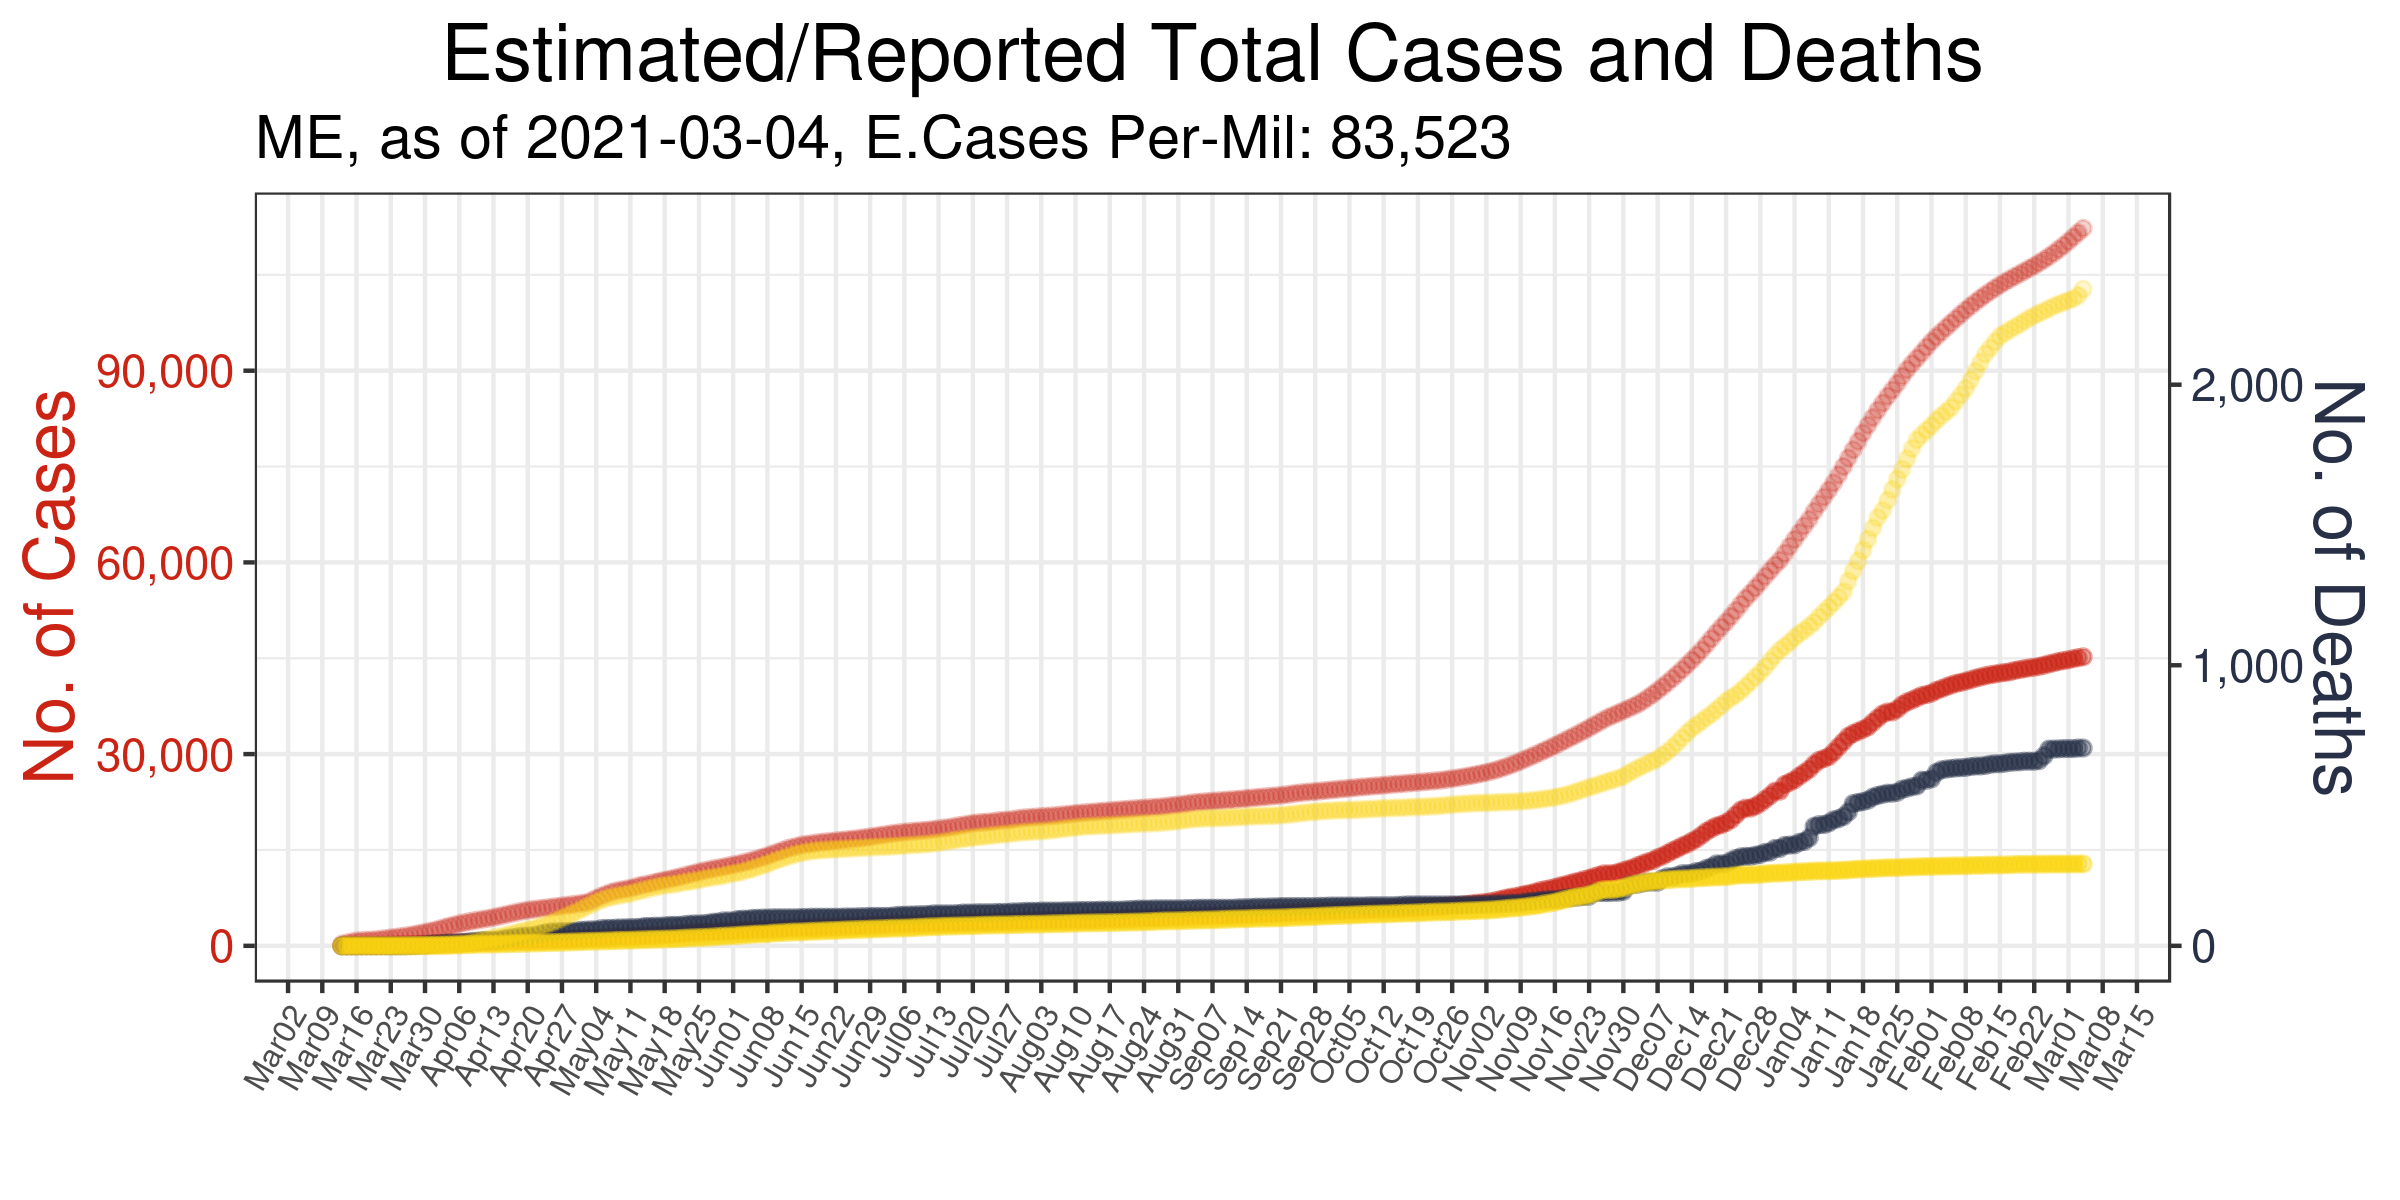 Estimated/Reported Total Cases and Deaths
ME, as of 2021-03-04, E.Cases Per-Mil: 83,523
No. of Cases
90,000
60,000
30,000
0
2,000
1,000
0
No. of Deaths
Mar02
Mar09
Mar16
Mar23
Mar30
Apr06
Apr13
Apr20
Apr27
May04
May11
May18
May25
Jun01
Jun08
Jun15
Jun22
Jun29
Jul06
Jul13
Jul20
Jul27
Aug03
Aug10
Aug17
Aug24
Aug31
Sep07
Sep14
Sep21
Sep28
Oct05
Oct12
Oct19
Oct26
Nov02
Nov09
Nov16
Nov23
Nov30
Dec07
Dec14
Dec21
Dec28
Jan04
Jan11
Jan18
Jan25
Feb01
Feb08
Feb15
Feb22
Mar01
Mar08
Mar15